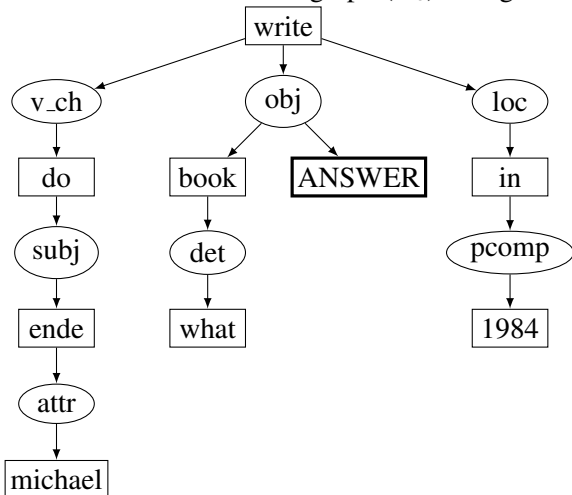 write
v_ch obj loc
do book ANSWER in
subj det pcomp
ende what 1984
attr
michael